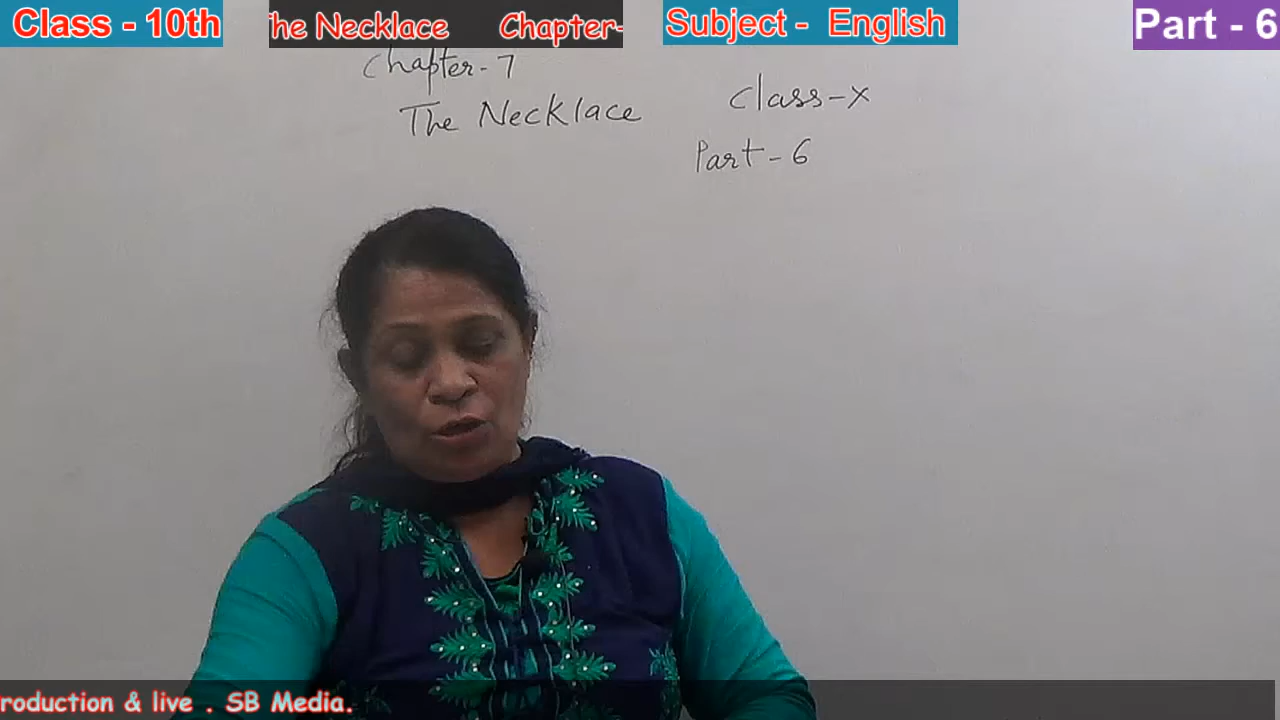 Class - 10th
The Necklace Chapter-
Subject - English
Part - 6
Chapter-7
The Necklace
Class-X
Part-6
roduction & live . SB Media.